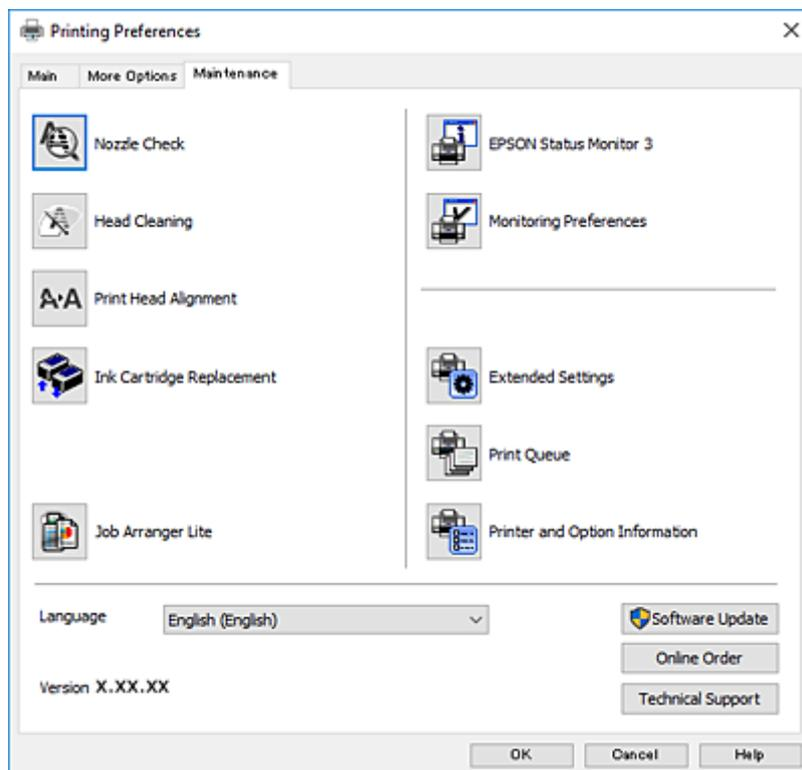 Printing Preferences
Main
More Options
Maintenance
Nozzle Check
Head Cleaning
A·A Print Head Alignment
Ink Cartridge Replacement
Job Arranger Lite
EPSON Status Monitor 3
Monitoring Preferences
Extended Settings
Print Queue
Printer and Option Information
Language
English (English)
Version X.XX.XX
Software Update
Online Order
Technical Support
OK
Cancel
Help